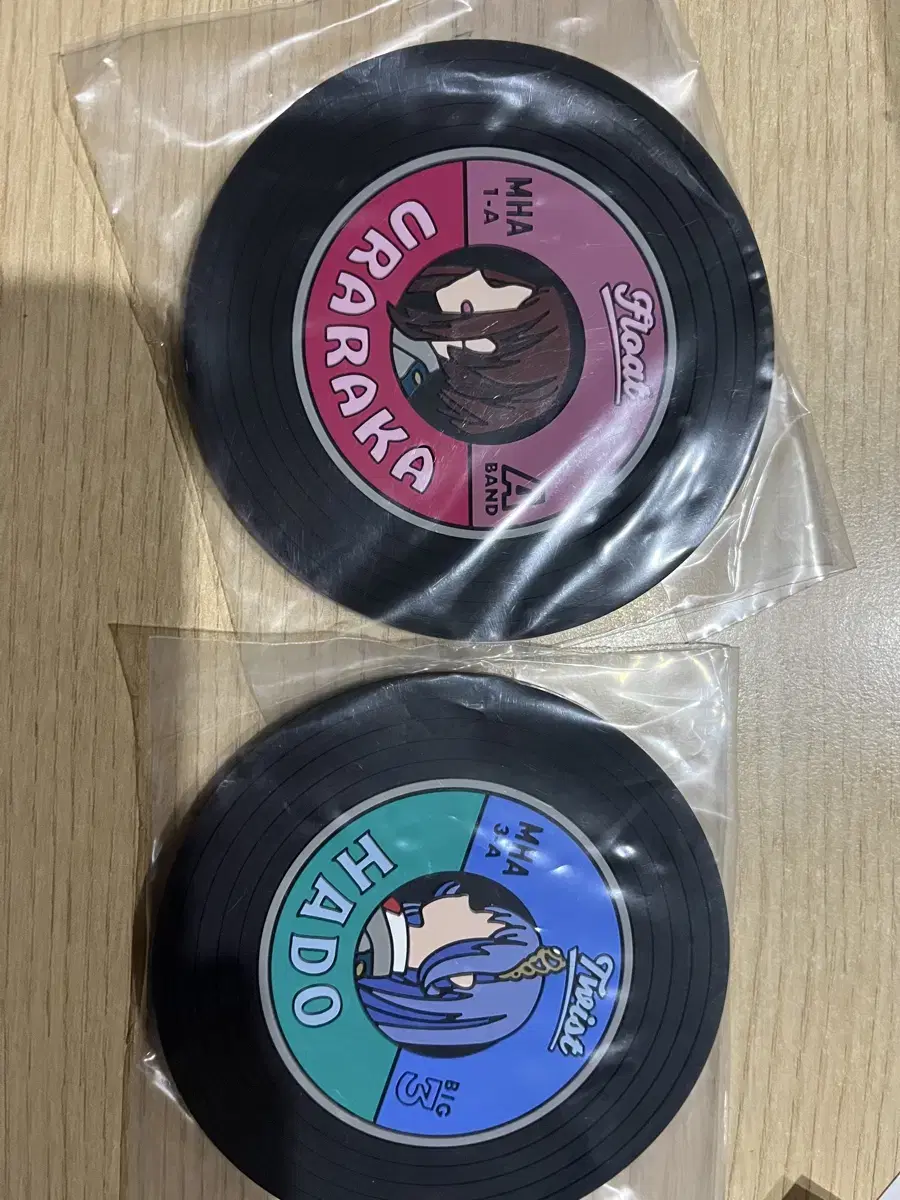 Float
MHA
1-A
A
BAND
URARAKA
Twist
MHA
3-A
BIG
3
HADO